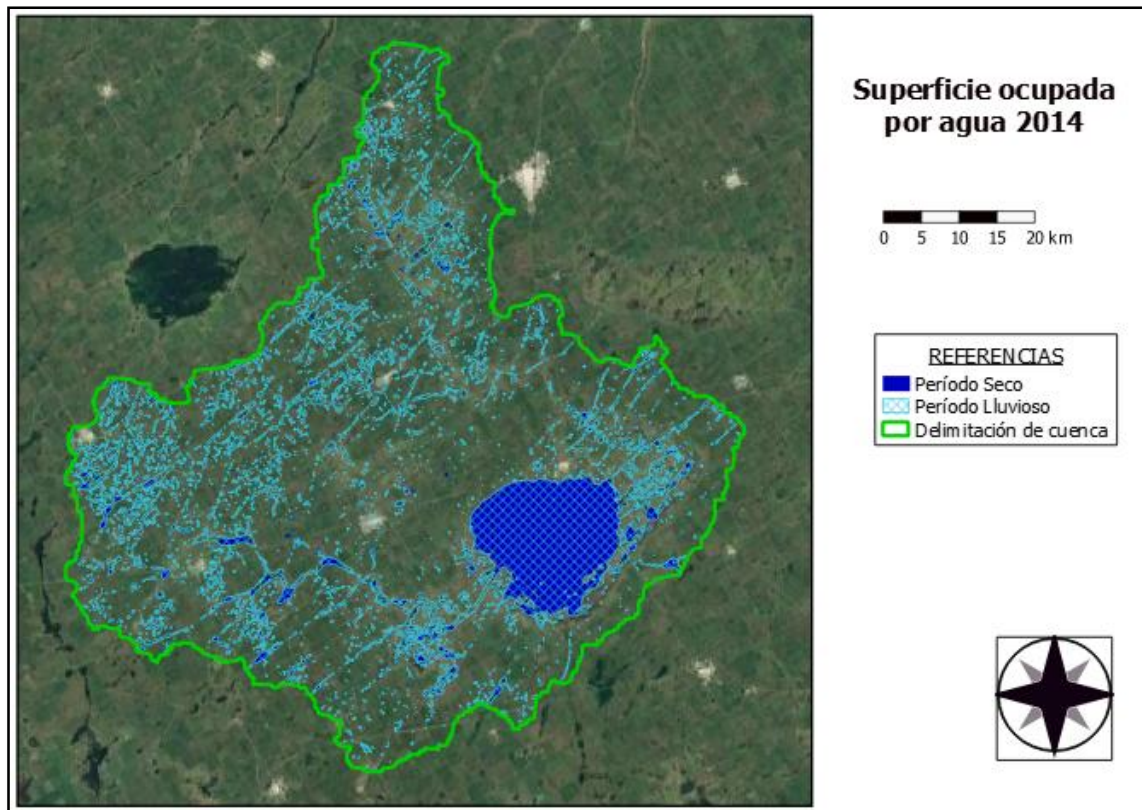 Superficie ocupada
por agua 2014
0 5 10 15 20 km
REFERENCIAS
Período Seco
Período Lluvioso
Delimitación de cuenca